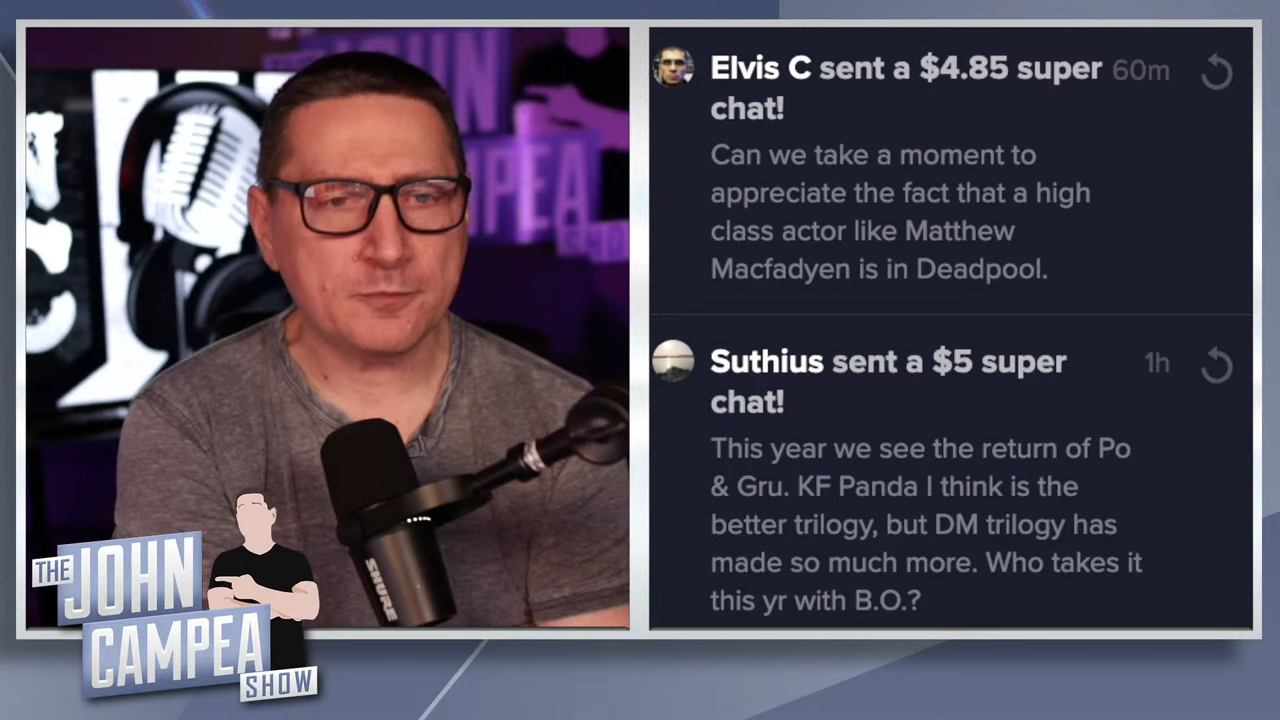 Elvis C sent a $4.85 super 60m
chat!
Can we take a moment to
appreciate the fact that a high
class actor like Matthew
Macfadyen is in Deadpool.
Suthius sent a $5 super 1h
chat!
This year we see the return of Po
& Gru. KF Panda I think is the
better trilogy, but DM trilogy has
made so much more. Who takes it
this yr with B.O.?
SHURE
THE JOHN
CAMPEA
SHOW